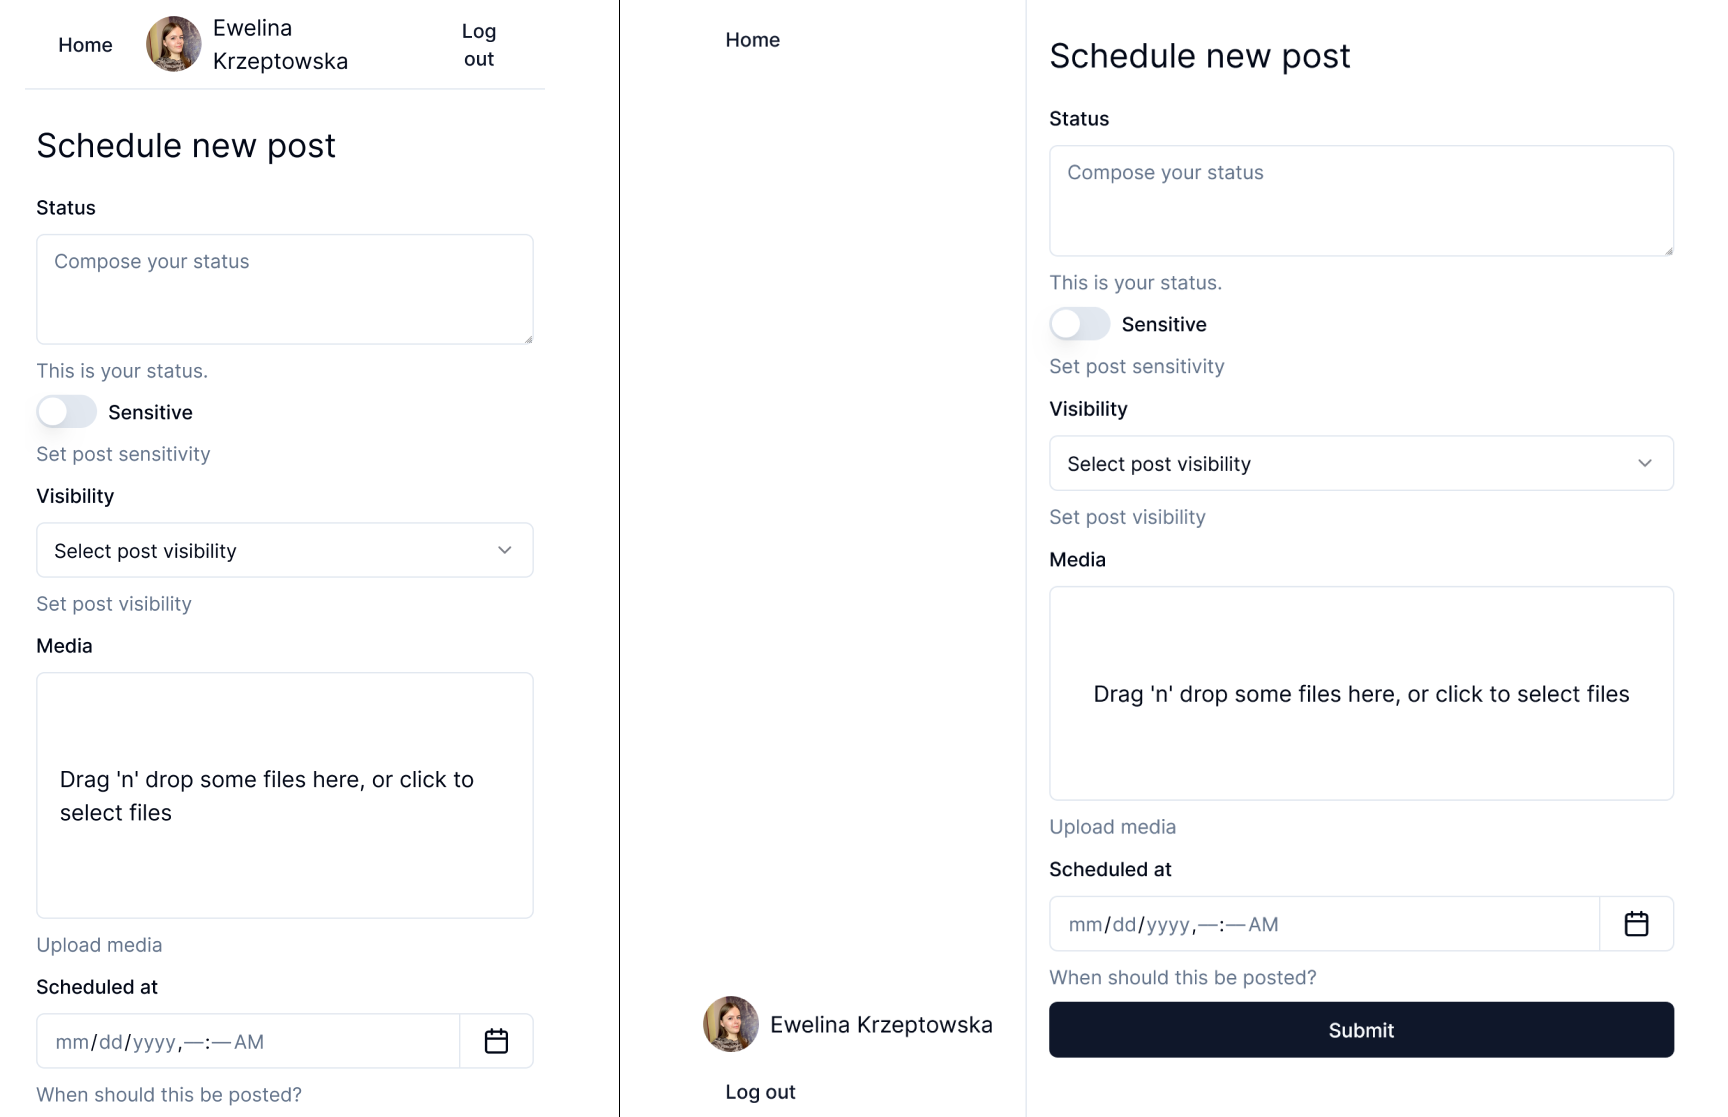 Home
Ewelina
Krzeptowska
Log
out
Schedule new post
Status
Compose your status
This is your status.
Sensitive
Set post sensitivity
Visibility
Select post visibility
Set post visibility
Media
Drag 'n' drop some files here, or click to
select files
Upload media
Scheduled at
mm/dd/yyyy,—:—AM
When should this be posted?
Home
Ewelina Krzeptowska
Log out
Schedule new post
Status
Compose your status
This is your status.
Sensitive
Set post sensitivity
Visibility
Select post visibility
Set post visibility
Media
Drag 'n' drop some files here, or click to select files
Upload media
Scheduled at
mm/dd/yyyy,—:—AM
When should this be posted?
Submit